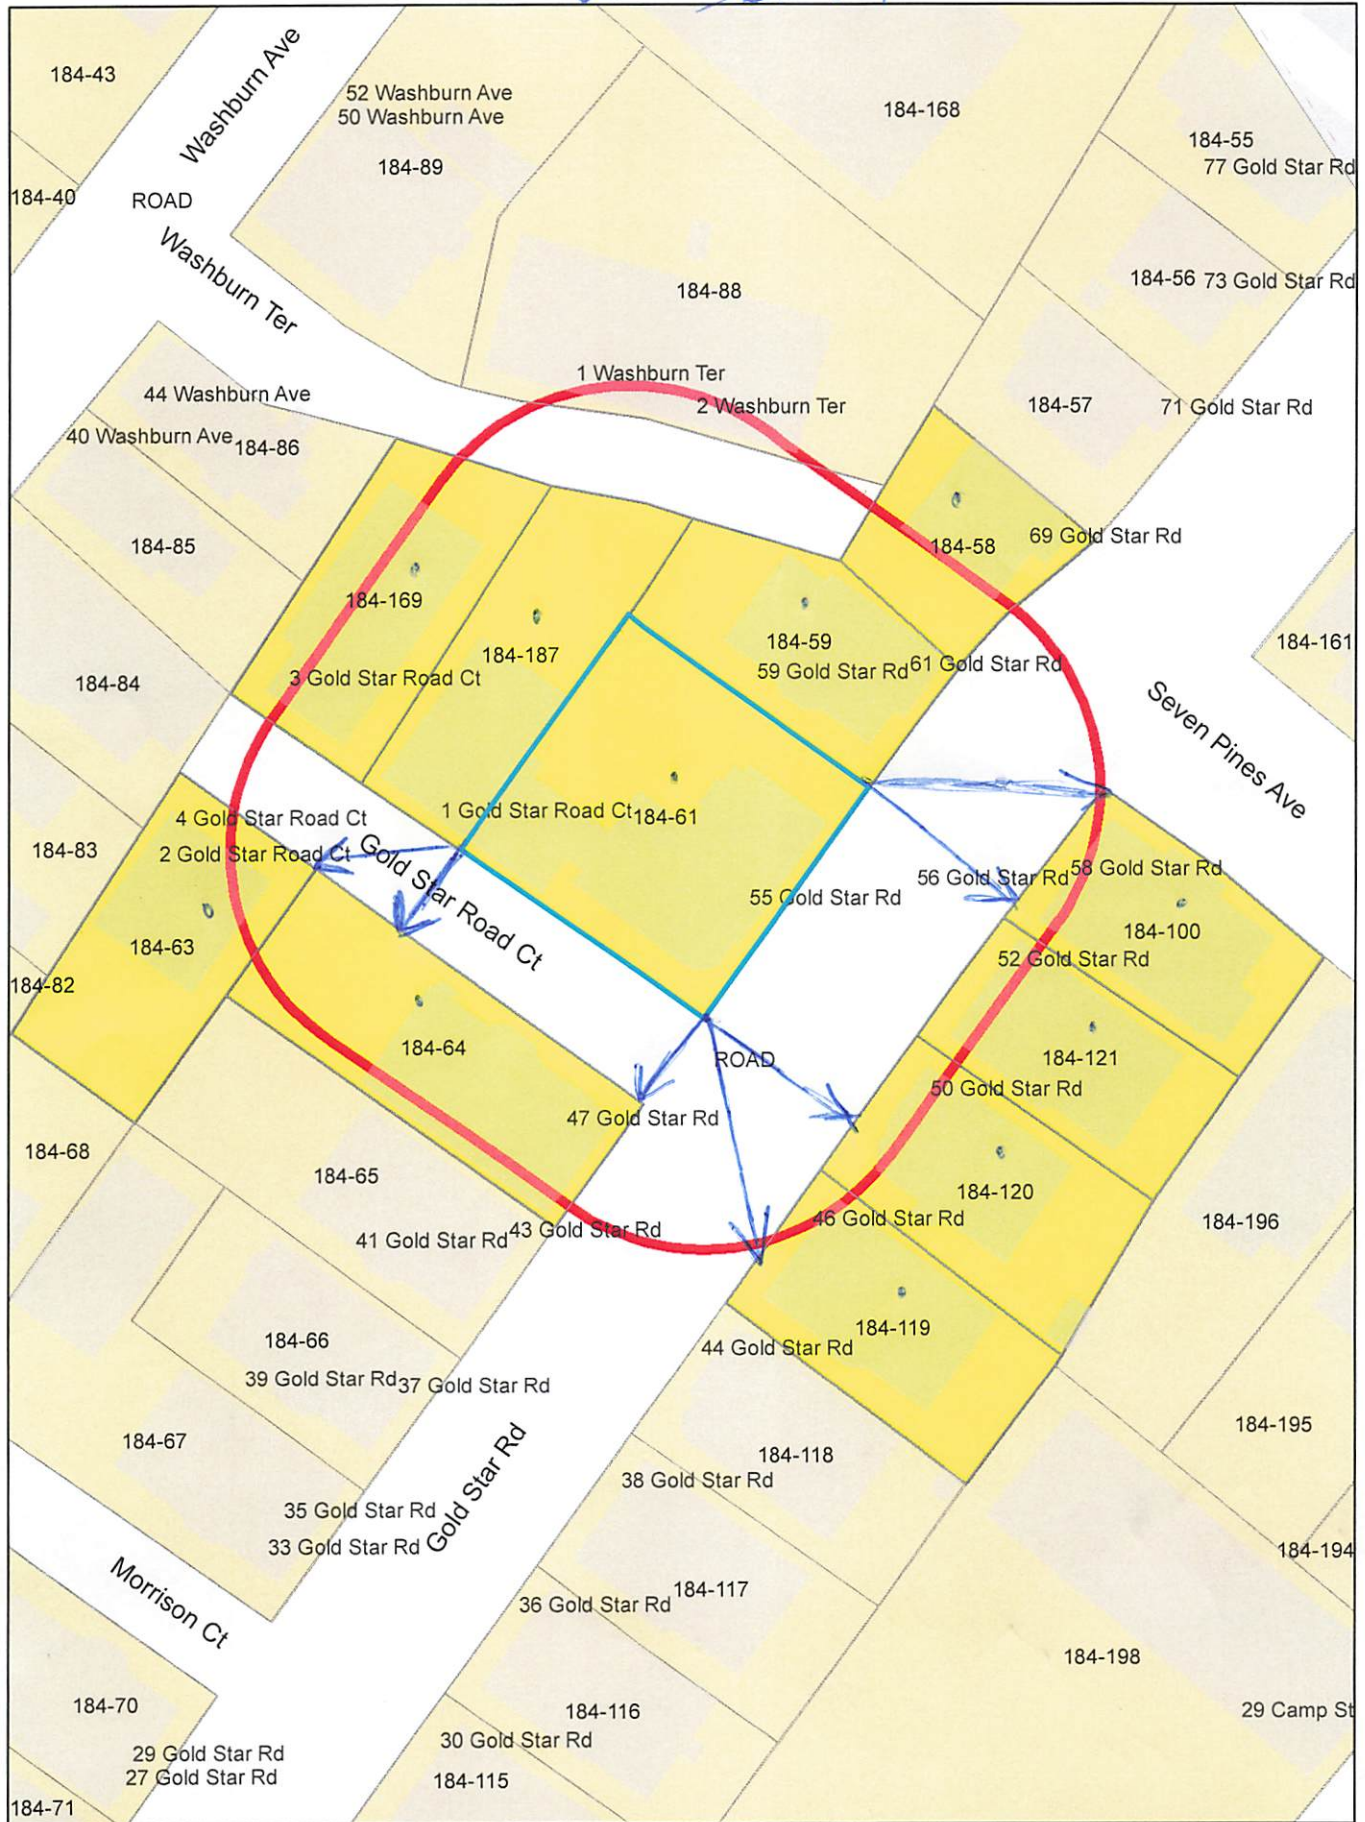 184-43
Washburn Ave
52 Washburn Ave
50 Washburn Ave
184-89
184-168
184-55
77 Gold Star Rd
184-40
ROAD
Washburn Ter
184-88
184-56
73 Gold Star Rd
1 Washburn Ter
2 Washburn Ter
44 Washburn Ave
40 Washburn Ave
184-86
184-57
71 Gold Star Rd
184-85
184-58
69 Gold Star Rd
184-169
184-187
184-59
59 Gold Star Rd
61 Gold Star Rd
184-161
184-84
3 Gold Star Road Ct
Seven Pines Ave
1 Gold Star Road Ct
184-61
4 Gold Star Road Ct
2 Gold Star Road Ct
184-83
Gold Star Road Ct
56 Gold Star Rd
58 Gold Star Rd
55 Gold Star Rd
184-100
184-63
52 Gold Star Rd
184-82
184-64
ROAD
184-121
50 Gold Star Rd
47 Gold Star Rd
184-68
184-65
184-120
46 Gold Star Rd
184-196
41 Gold Star Rd
43 Gold Star Rd
184-119
184-66
44 Gold Star Rd
39 Gold Star Rd
37 Gold Star Rd
184-67
184-195
184-118
38 Gold Star Rd
Gold Star Rd
35 Gold Star Rd
33 Gold Star Rd
184-194
Morrison Ct
184-117
36 Gold Star Rd
184-198
184-70
184-116
29 Camp St
30 Gold Star Rd
29 Gold Star Rd
27 Gold Star Rd
184-115
184-71